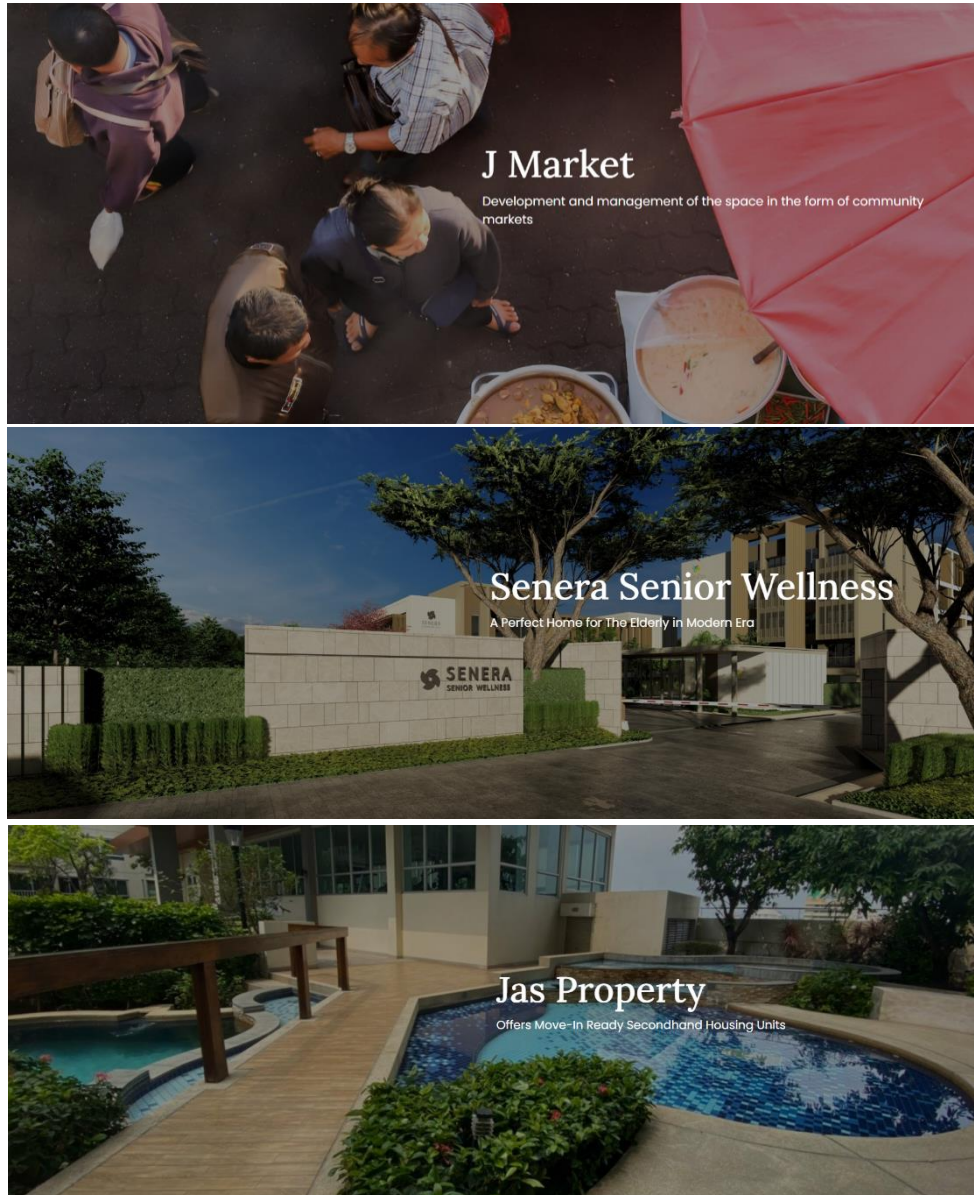 J Market
Development and management of the space in the form of community
markets
Senera Senior Wellness
A Perfect Home for The Elderly in Modern Era
SENERA
SENERA
SENIOR WELLNESS
Jas Property
Offers Move-In Ready Secondhand Housing Units